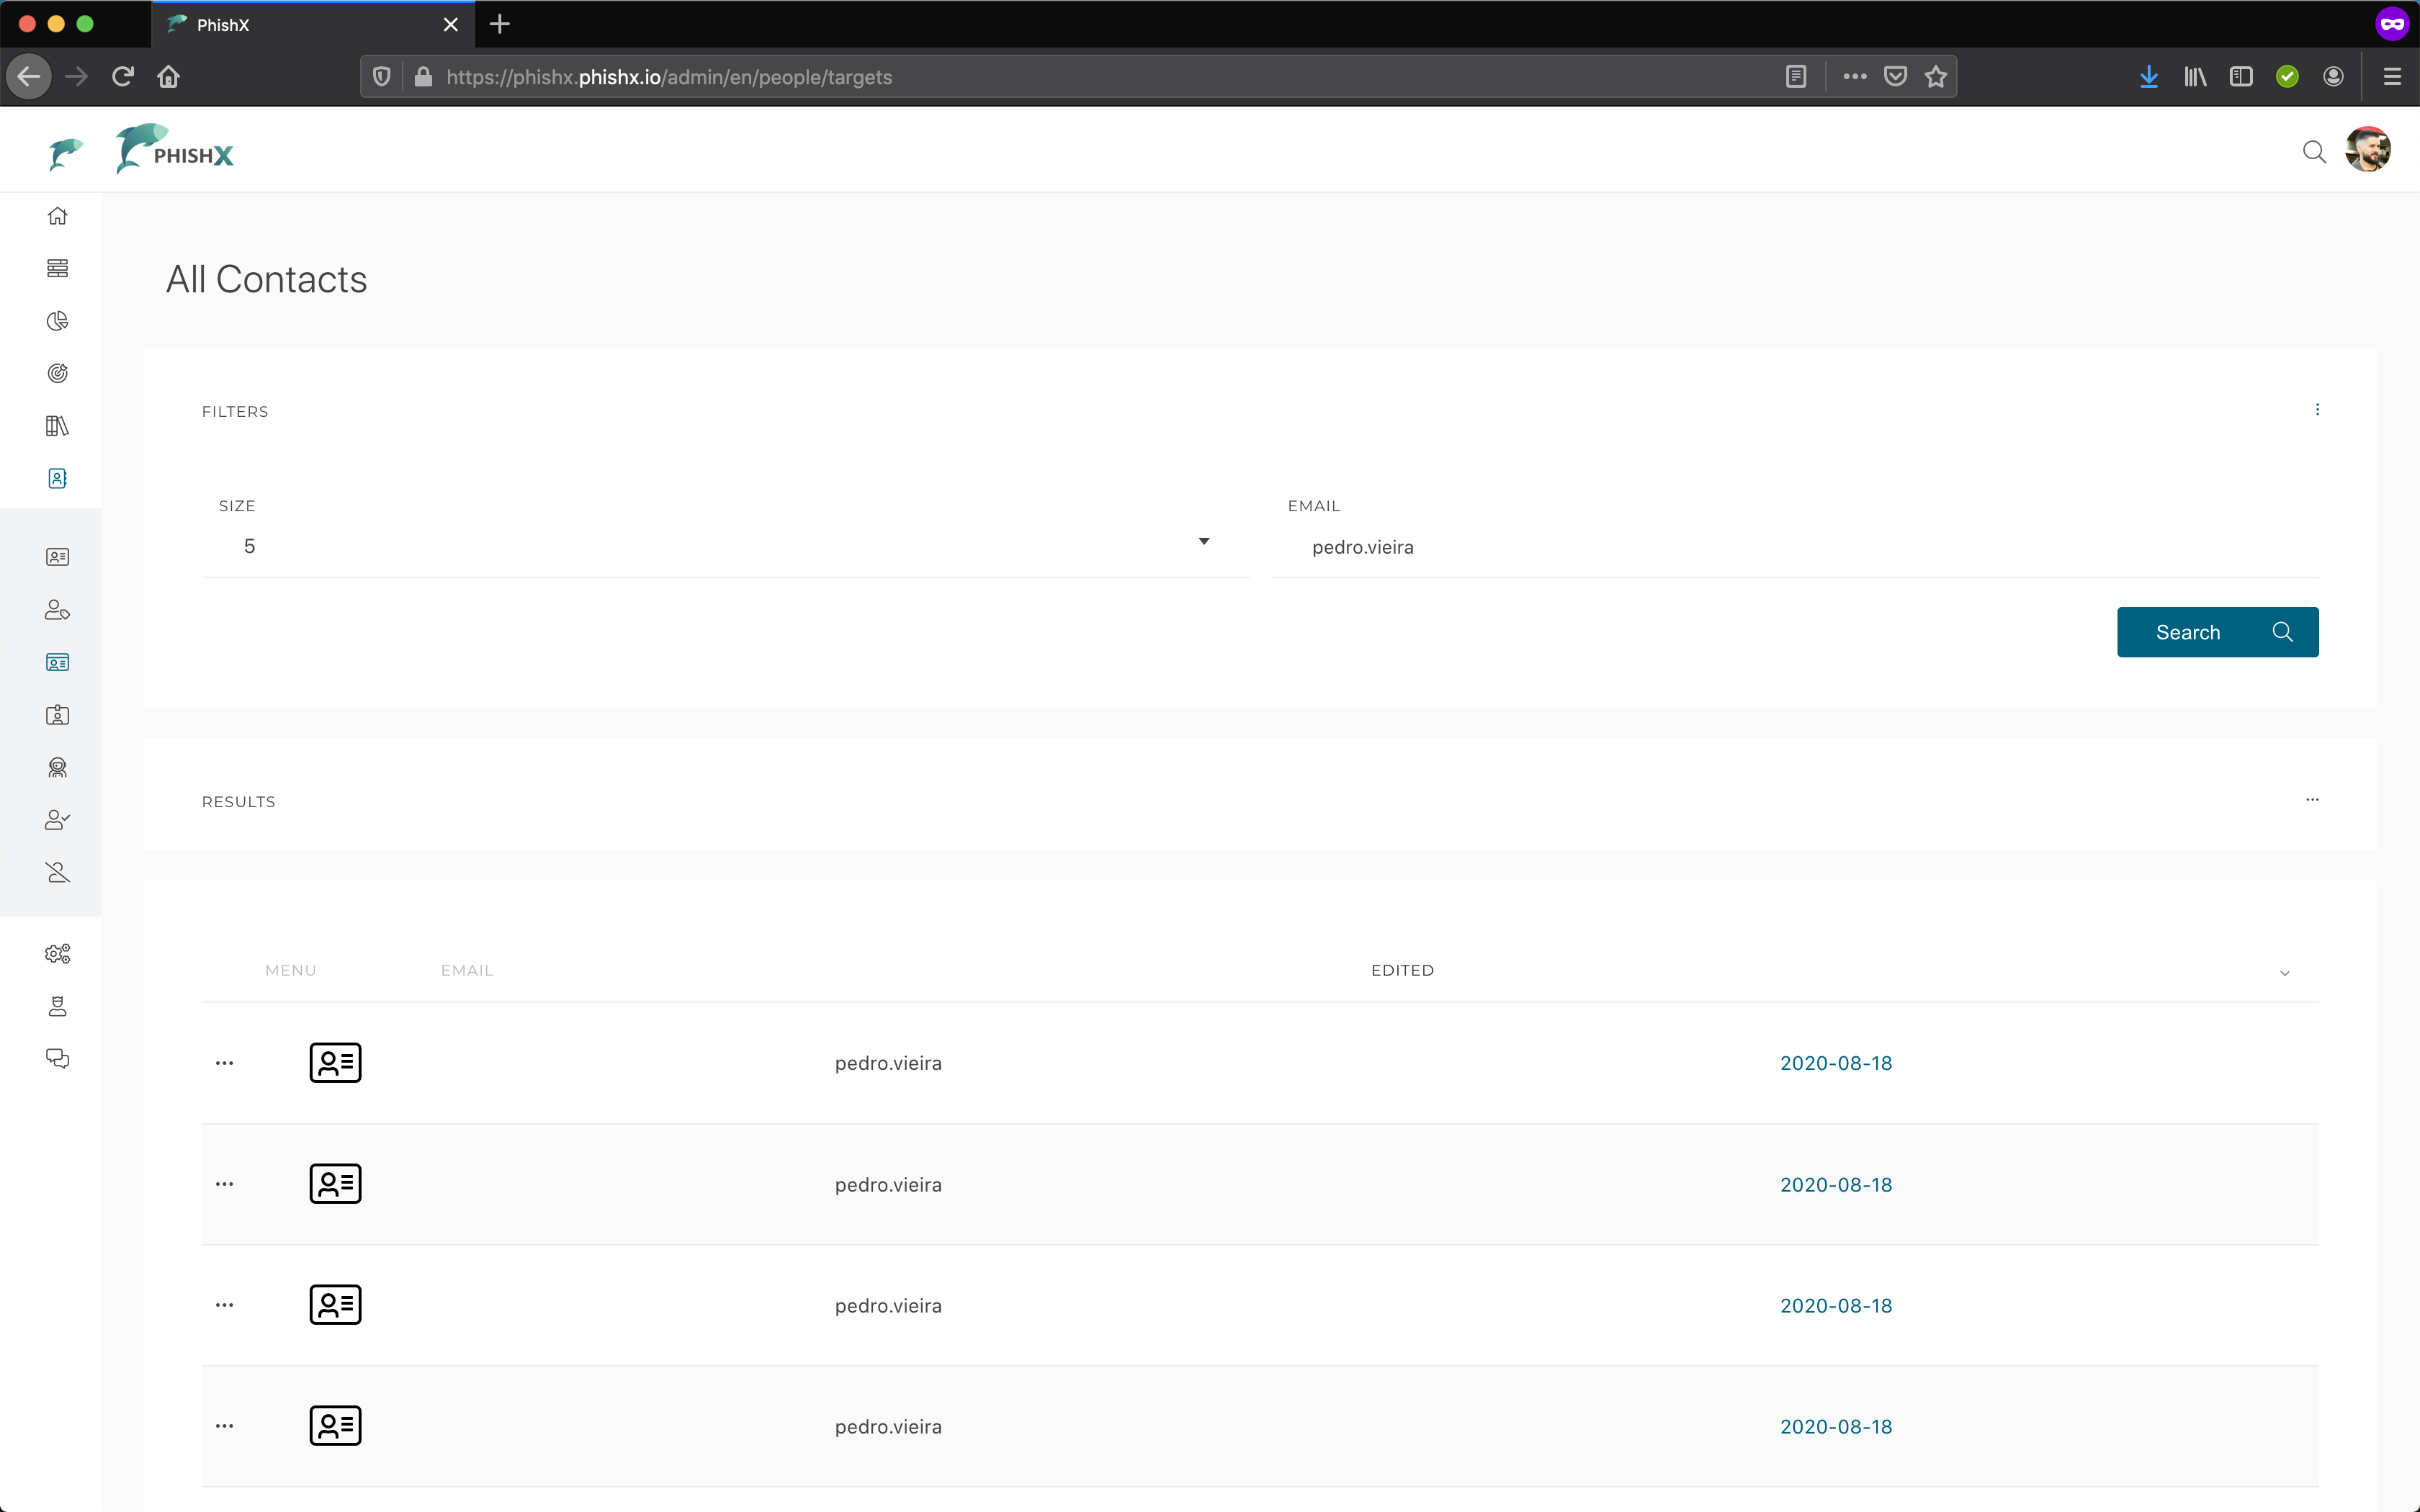 PhishX
https://phishx.phishx.io/admin/en/people/targets
PHISHX
All Contacts
FILTERS
SIZE
EMAIL
5
pedro.vieira
Search
RESULTS
MENU
EMAIL
EDITED
pedro.vieira
2020-08-18
pedro.vieira
2020-08-18
pedro.vieira
2020-08-18
pedro.vieira
2020-08-18